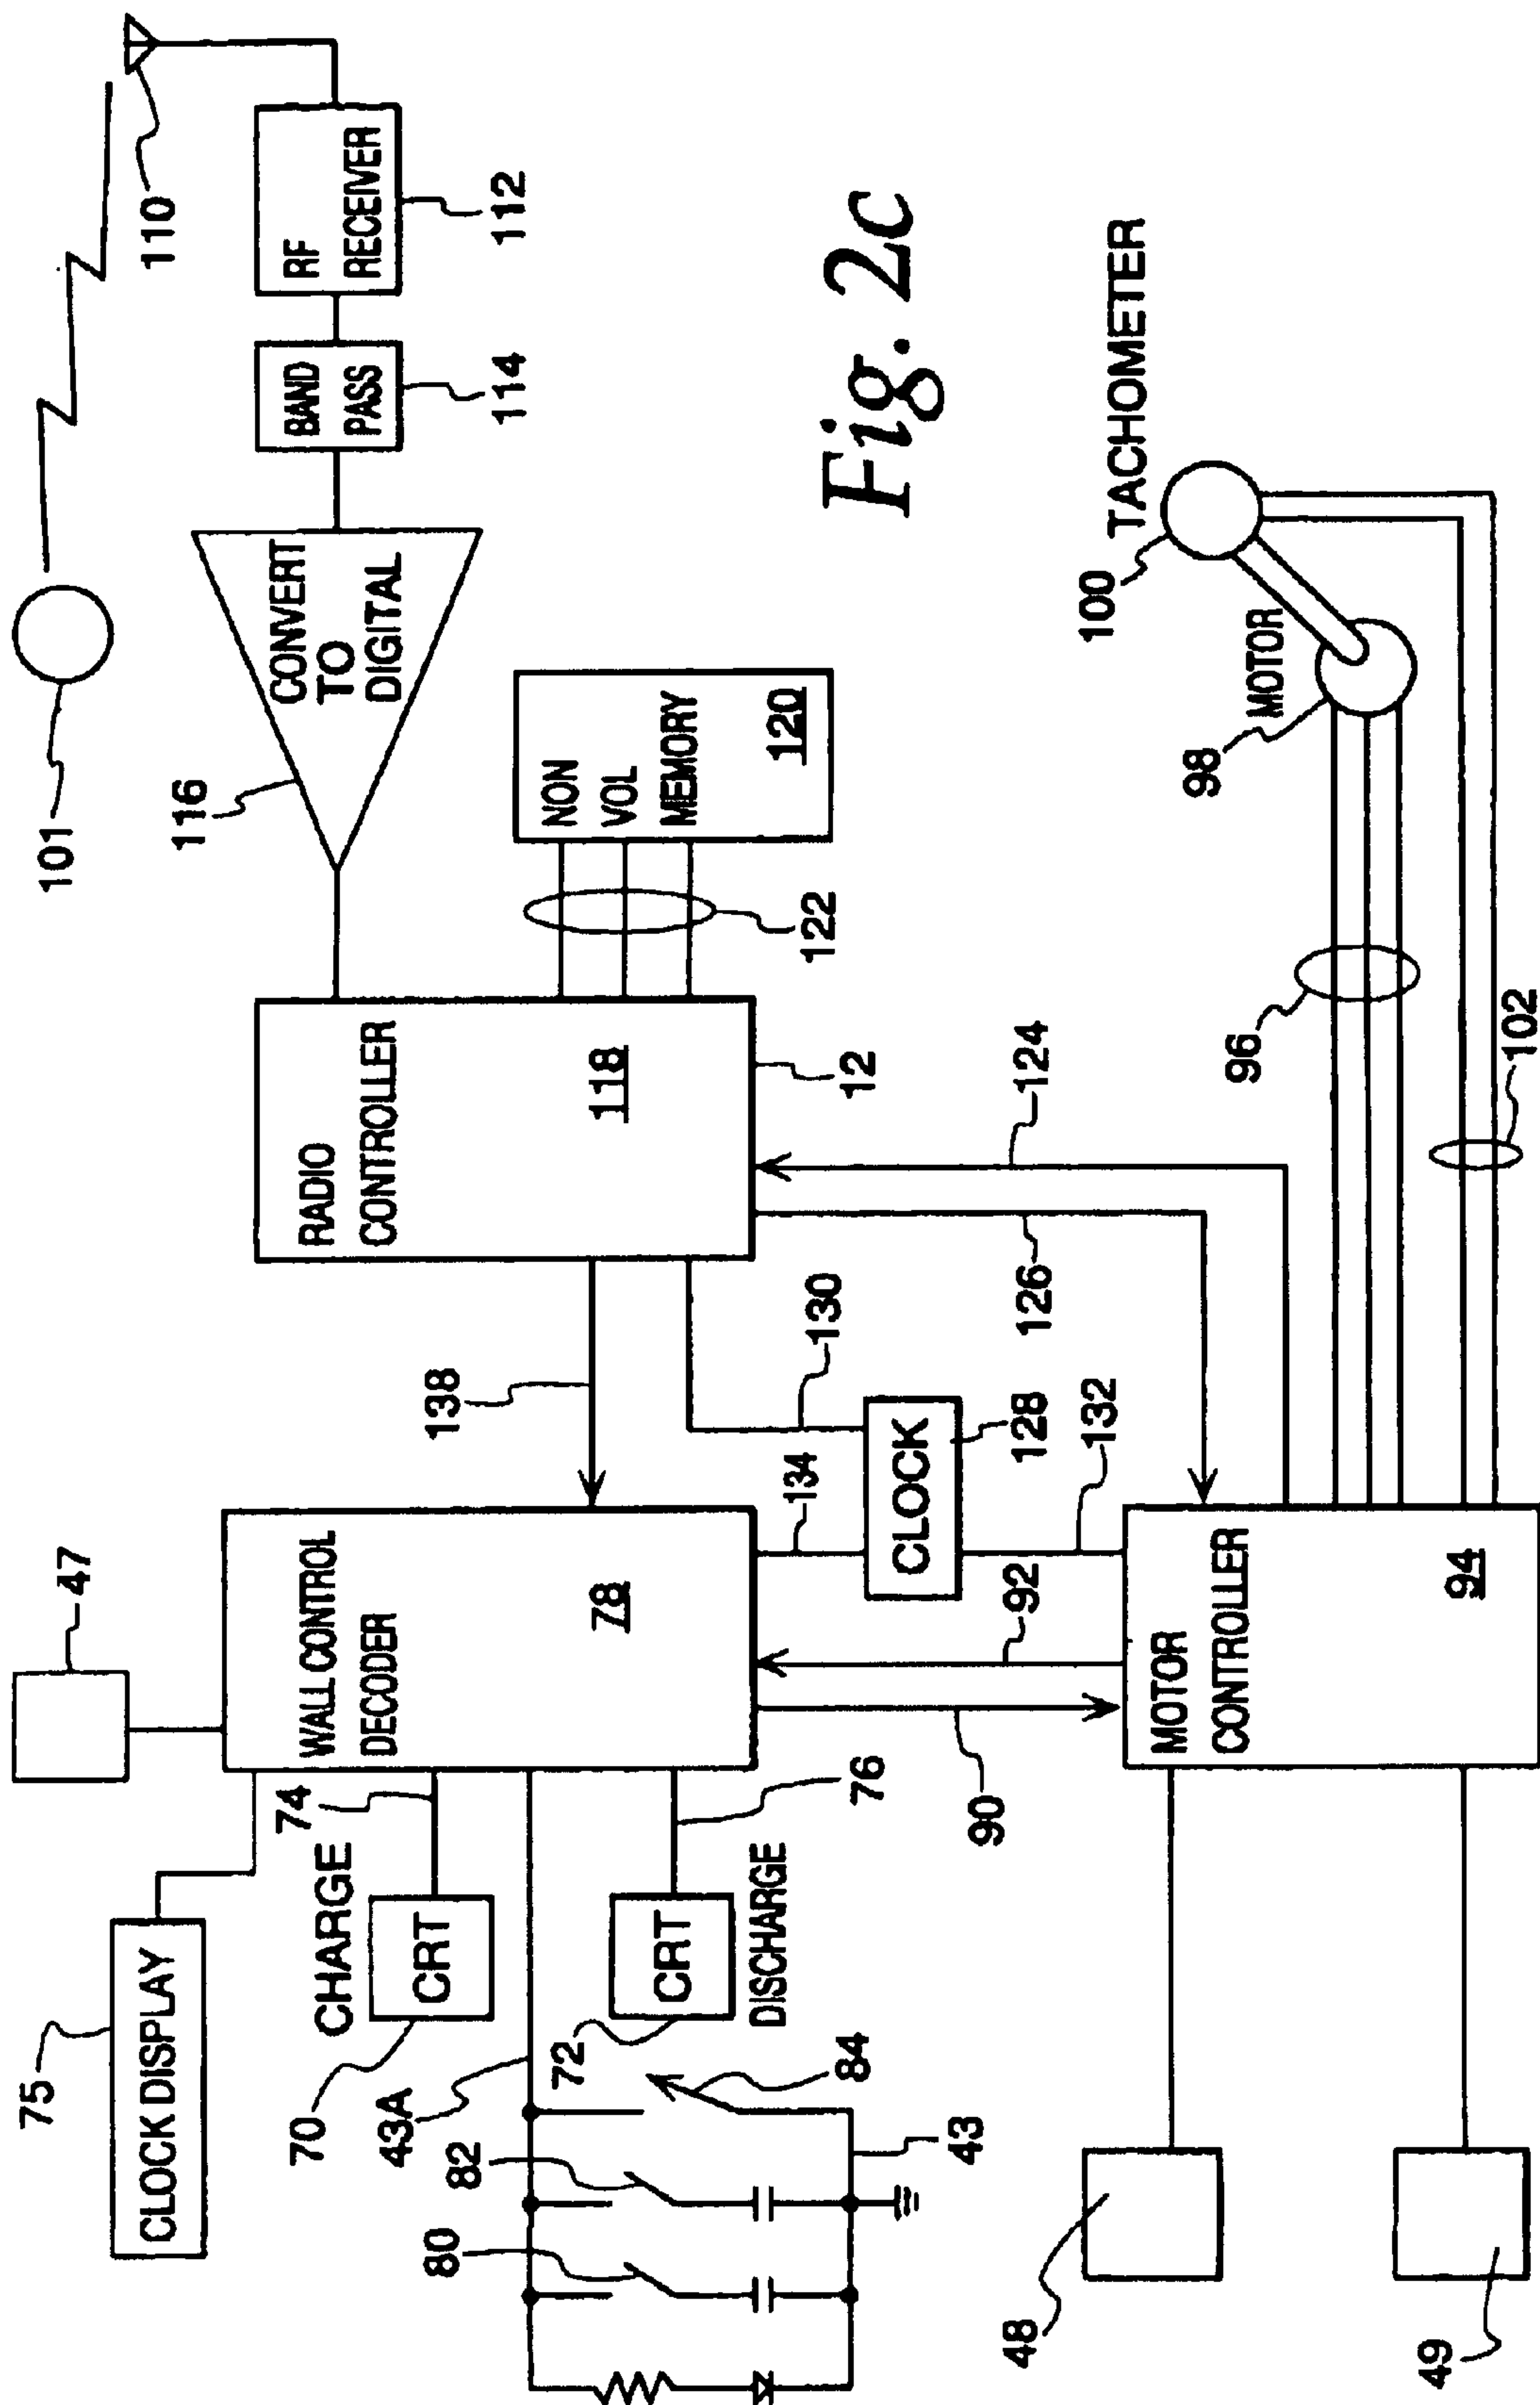 75
CLOCK DISPLAY
47
101
110
CHARGE
74
70
CRT
WALL CONTROL
DECODER
78
138
RADIO
CONTROLLER
118
12
116
CONVERT
TO
DIGITAL
BAND
PASS
114
RF
RECEIVER
112
43A
72
CRT
DISCHARGE
76
80
82
84
43
134
130
CLOCK
128
132
122
NON
VOL
MEMORY
120
Fig. 2c
90
92
126
124
48
49
MOTOR
CONTROLLER
94
96
98
MOTOR
100
TACHOMETER
102